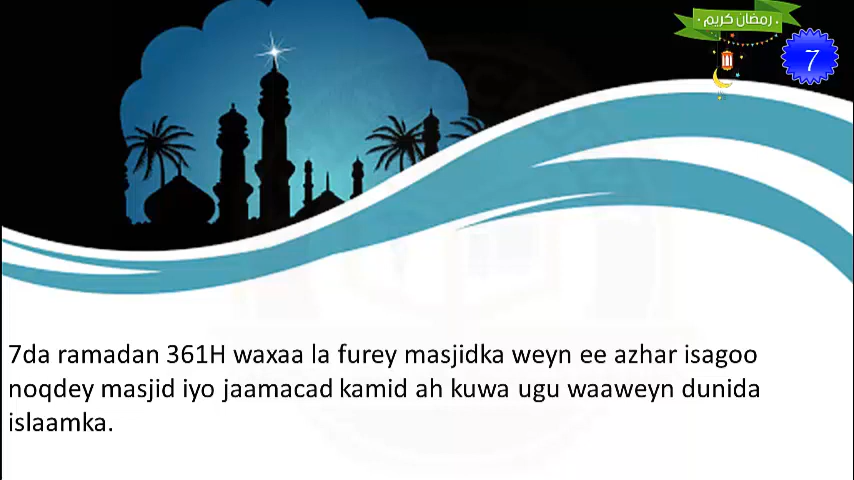 رمضان كريم
7
7da ramadan 361H waxaa la furey masjidka weyn ee azhar isagoo
noqdey masjid iyo jaamacad kamid ah kuwa ugu waaweyn dunida
islaamka.